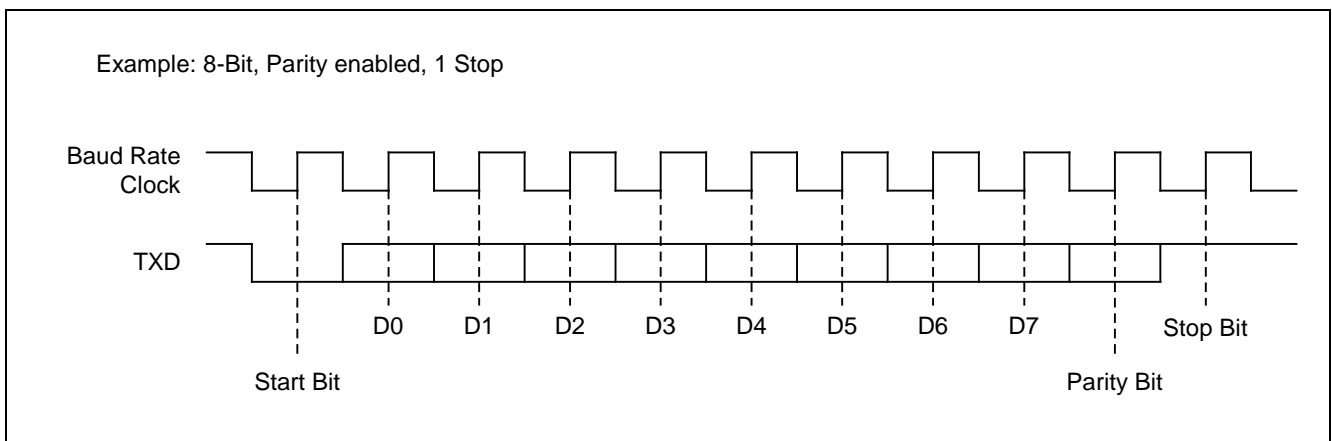 Example: 8-Bit, Parity enabled, 1 Stop
Baud Rate
Clock
TXD
D0 D1 D2 D3 D4 D5 D6 D7 Stop Bit
Start Bit Parity Bit